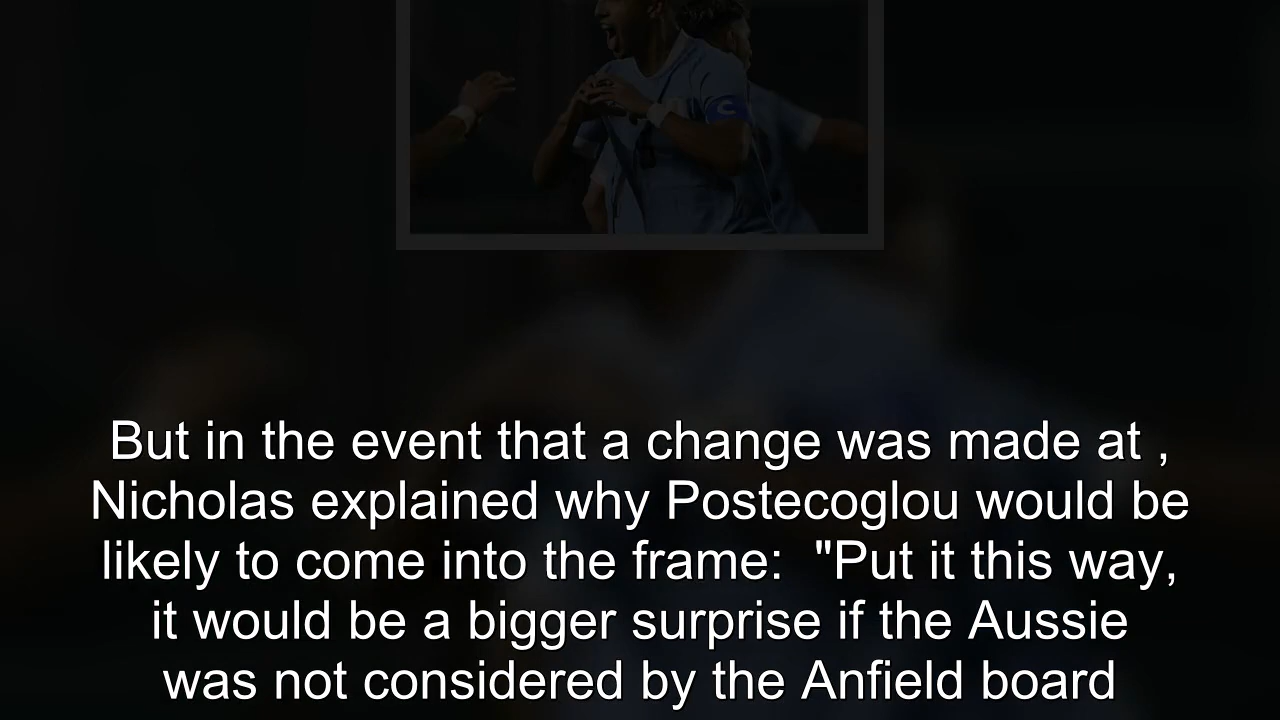 But in the event that a change was made at ,
Nicholas explained why Postecoglou would be
likely to come into the frame:  "Put it this way,
it would be a bigger surprise if the Aussie
was not considered by the Anfield board